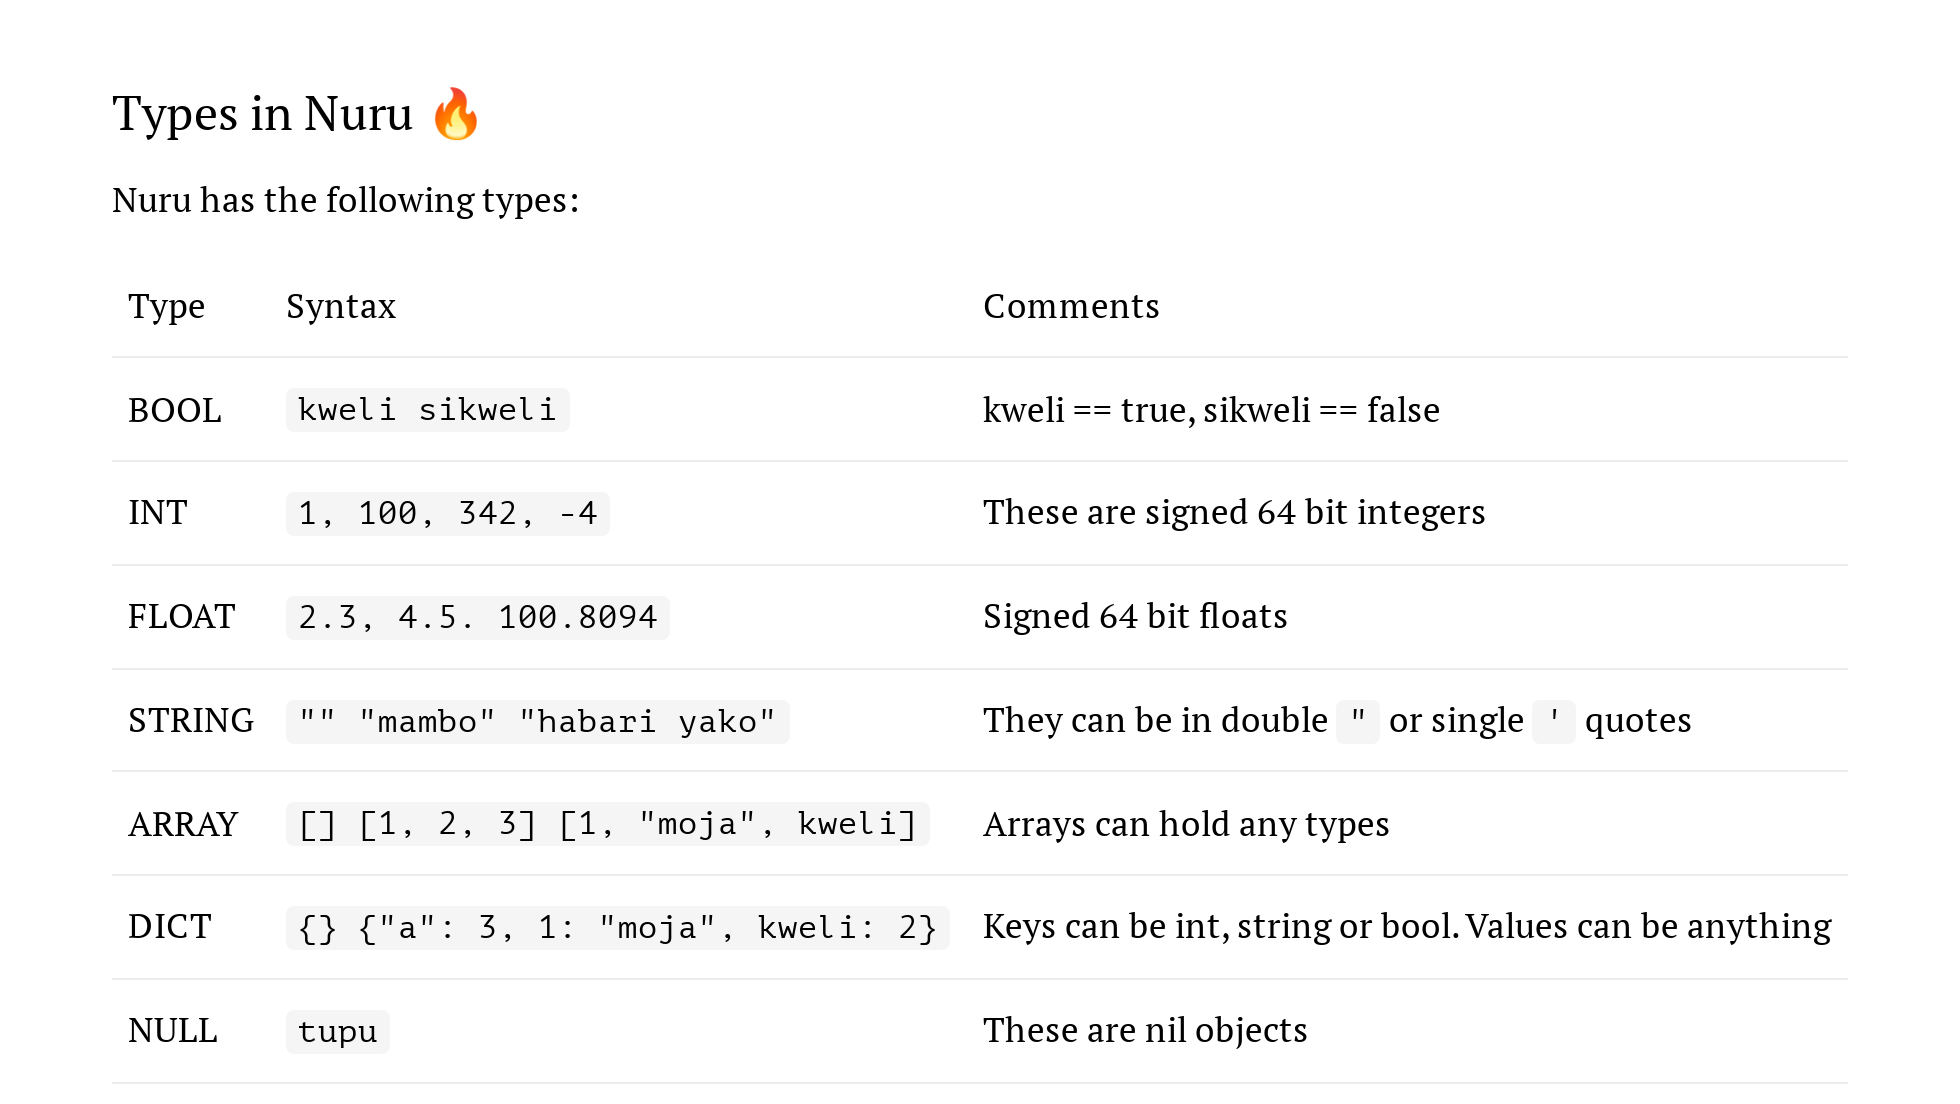 Types in Nuru 🔥
Nuru has the following types:
Type Syntax Comments
BOOL kweli sikweli kweli == true, sikweli == false
INT 1, 100, 342, -4 These are signed 64 bit integers
FLOAT 2.3, 4.5. 100.8094 Signed 64 bit floats
STRING "" "mambo" "habari yako" They can be in double " or single ' quotes
ARRAY [] [1, 2, 3] [1, "moja", kweli] Arrays can hold any types
DICT {} {"a": 3, 1: "moja", kweli: 2} Keys can be int, string or bool. Values can be anything
NULL tupu These are nil objects